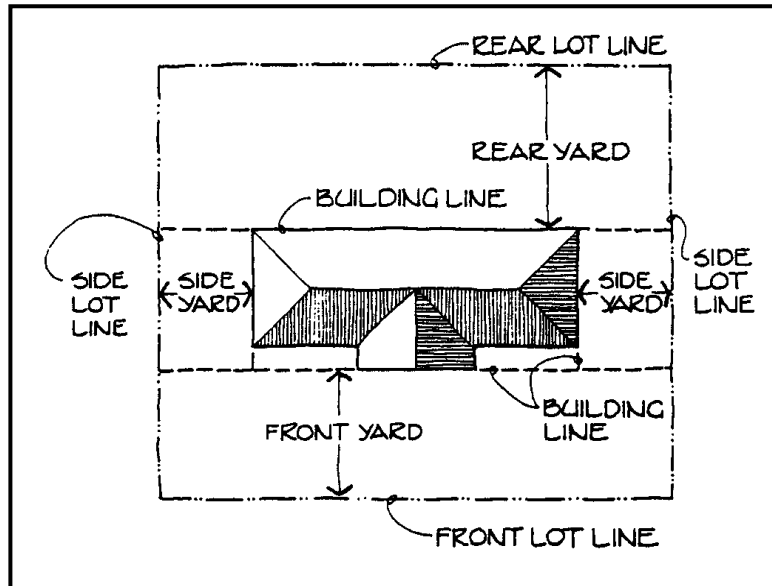 REAR LOT LINE
REAR YARD
BUILDING LINE
SIDE
LOT
LINE
SIDE
YARD
SIDE
YARD
SIDE
LOT
LINE
BUILDING
LINE
FRONT YARD
FRONT LOT LINE